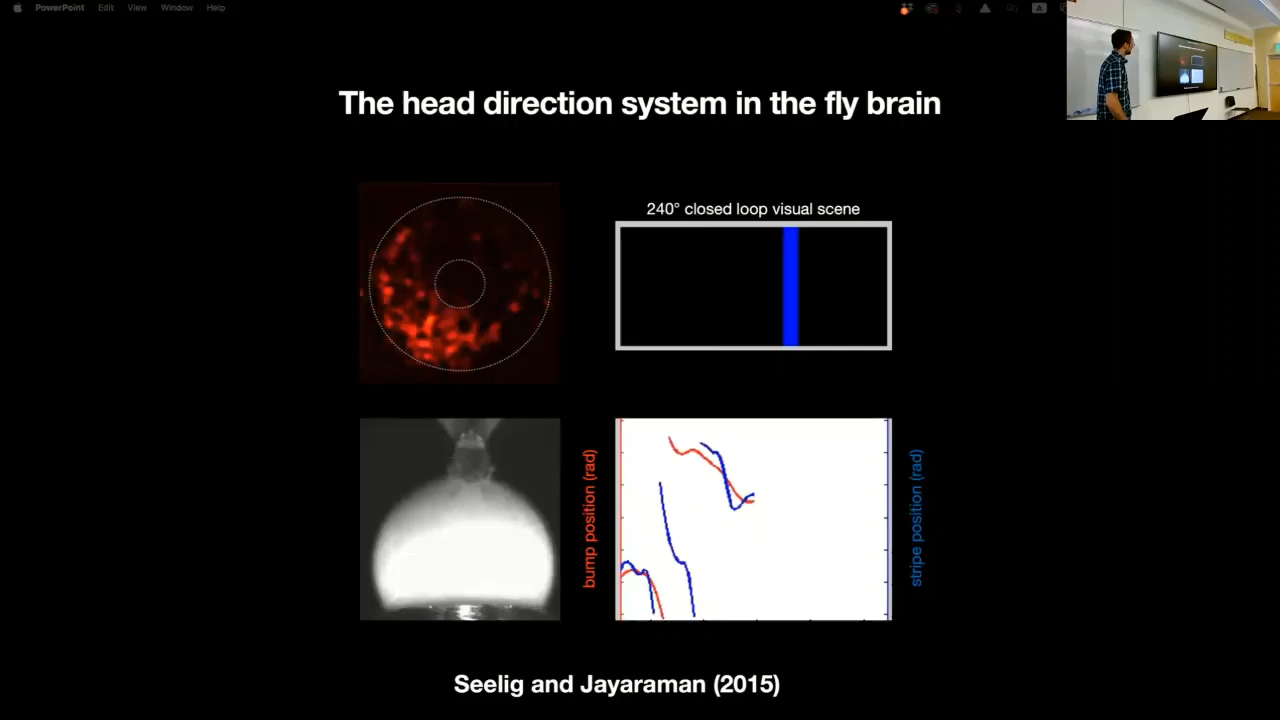 PowerPoint Edit View Window Help
The head direction system in the fly brain
240° closed loop visual scene
bump position (rad)
stripe position (rad)
Seelig and Jayaraman (2015)